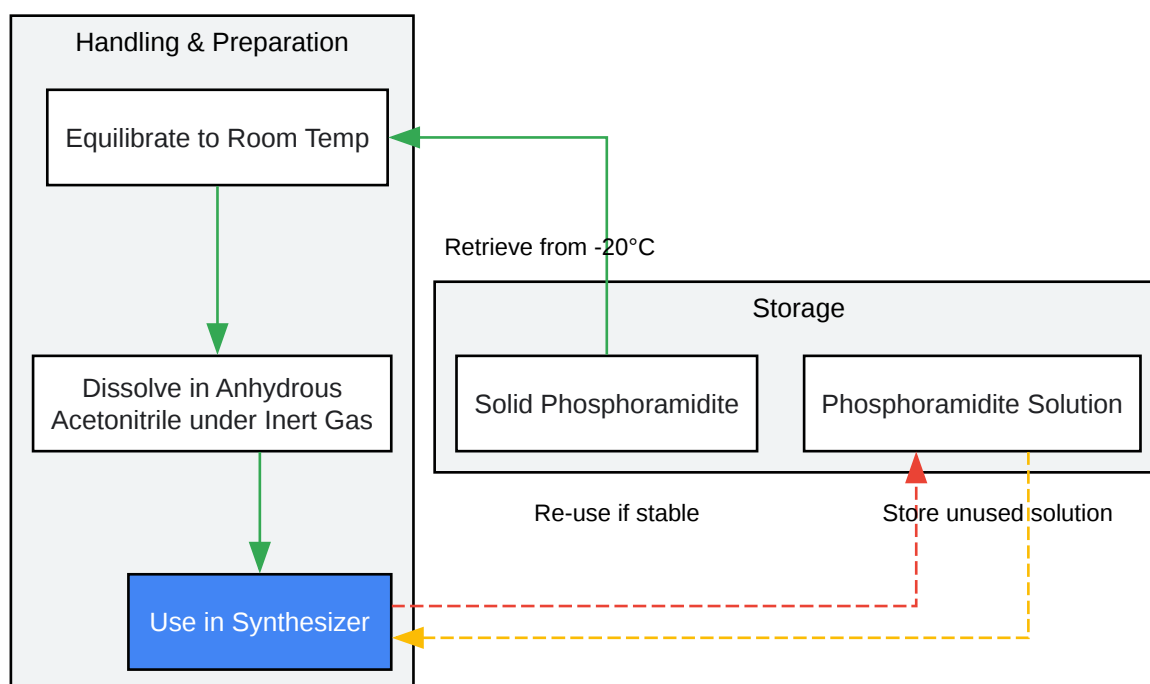 Handling & Preparation
Equilibrate to Room Temp
Retrieve from -20°C
Storage
Dissolve in Anhydrous
Acetonitrile under Inert Gas
Solid Phosphoramidite
Phosphoramidite Solution
Re-use if stable
Store unused solution
Use in Synthesizer